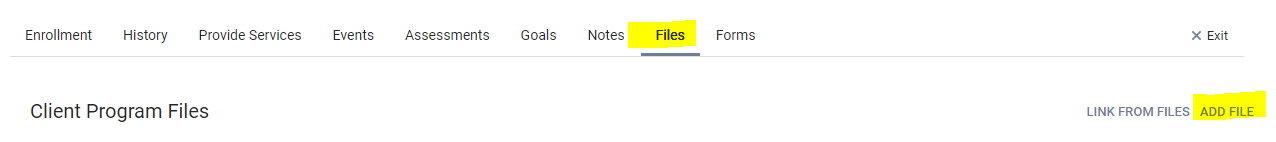 Enrollment History Provide Services Events Assessments Goals Notes Files Forms × Exit
Client Program Files LINK FROM FILES ADD FILE